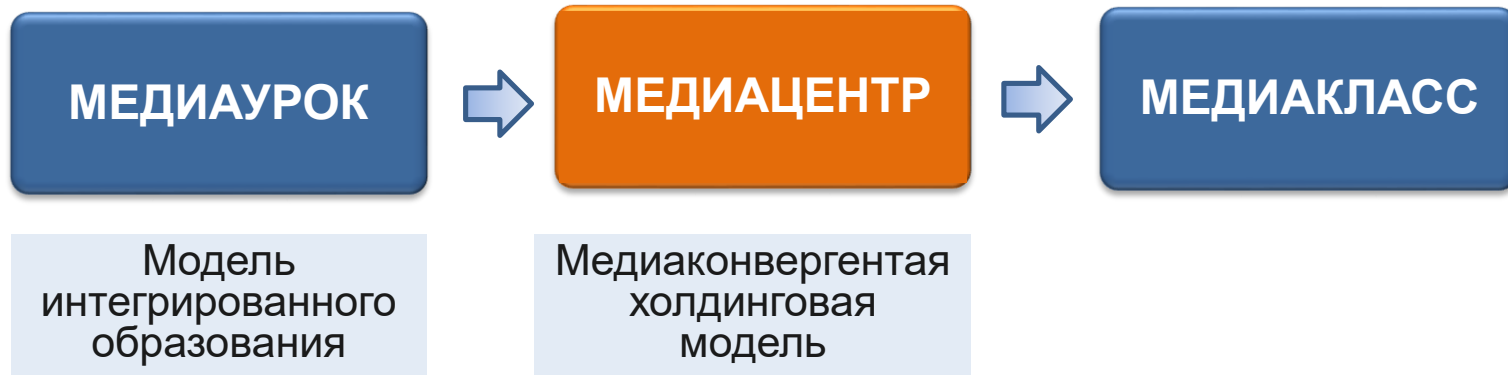 МЕДИАУРОК
МЕДИАЦЕНТР
МЕДИАКЛАСС
Модель
интегрированного
образования
Медиаконвергентая
холдинговая
модель